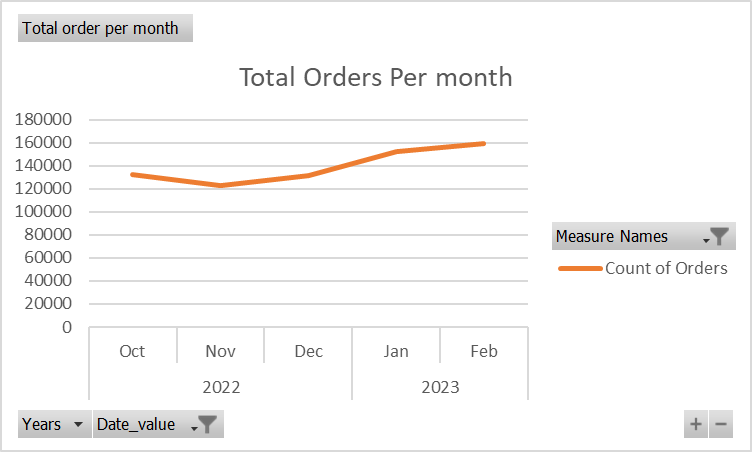 Total order per month
Total Orders Per month
180000
160000
140000
120000
100000
80000
60000
40000
20000
0
Oct Nov Dec Jan Feb
2022 2023
Measure Names
Count of Orders
Years Date_value